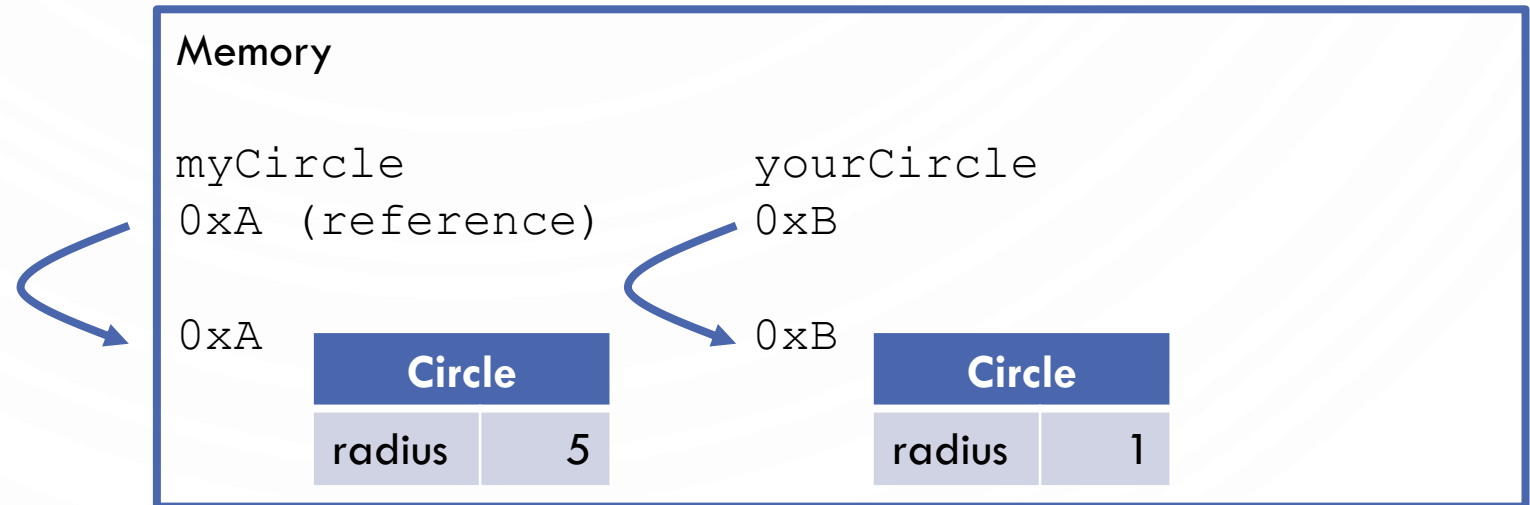 Memory
myCircle yourCircle
0xA (reference) 0xB
0xA 0xB
Circle Circle
radius 5 radius 1